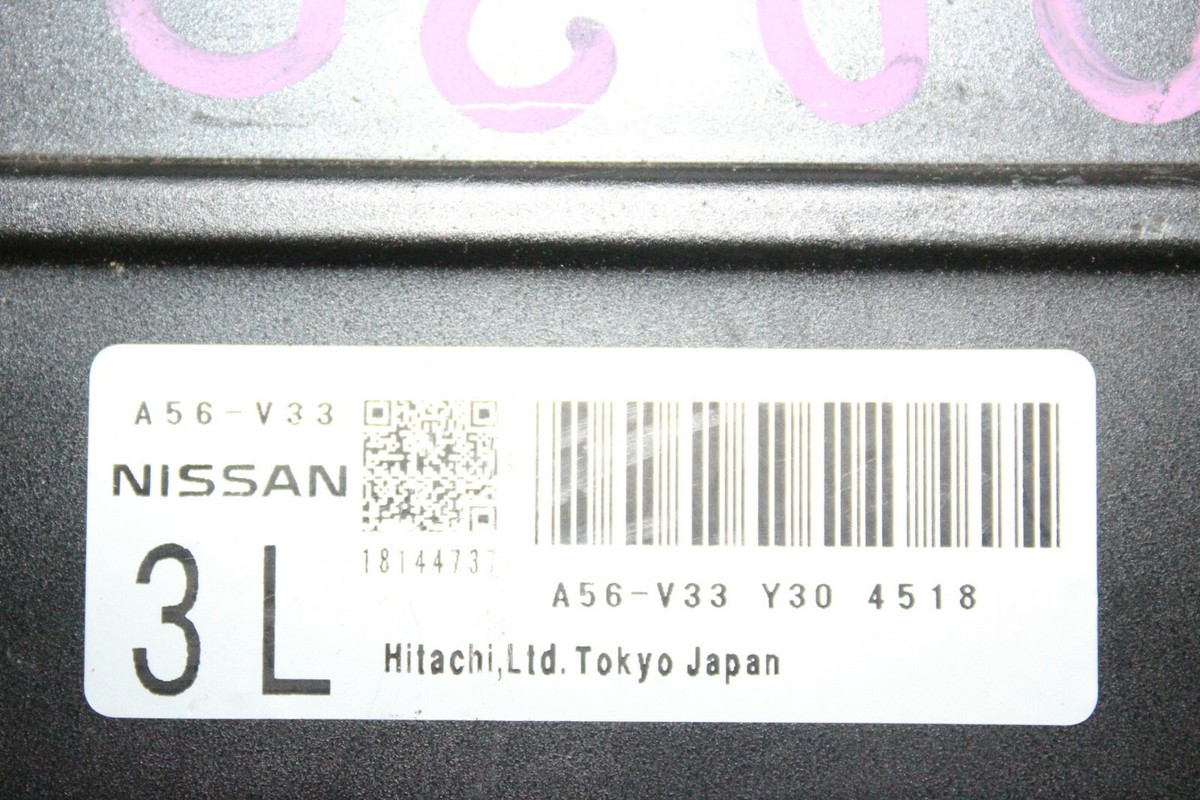 A56-V33
NISSAN
3L
18144737
A56-V33 Y30 4518
Hitachi,Ltd.Tokyo Japan